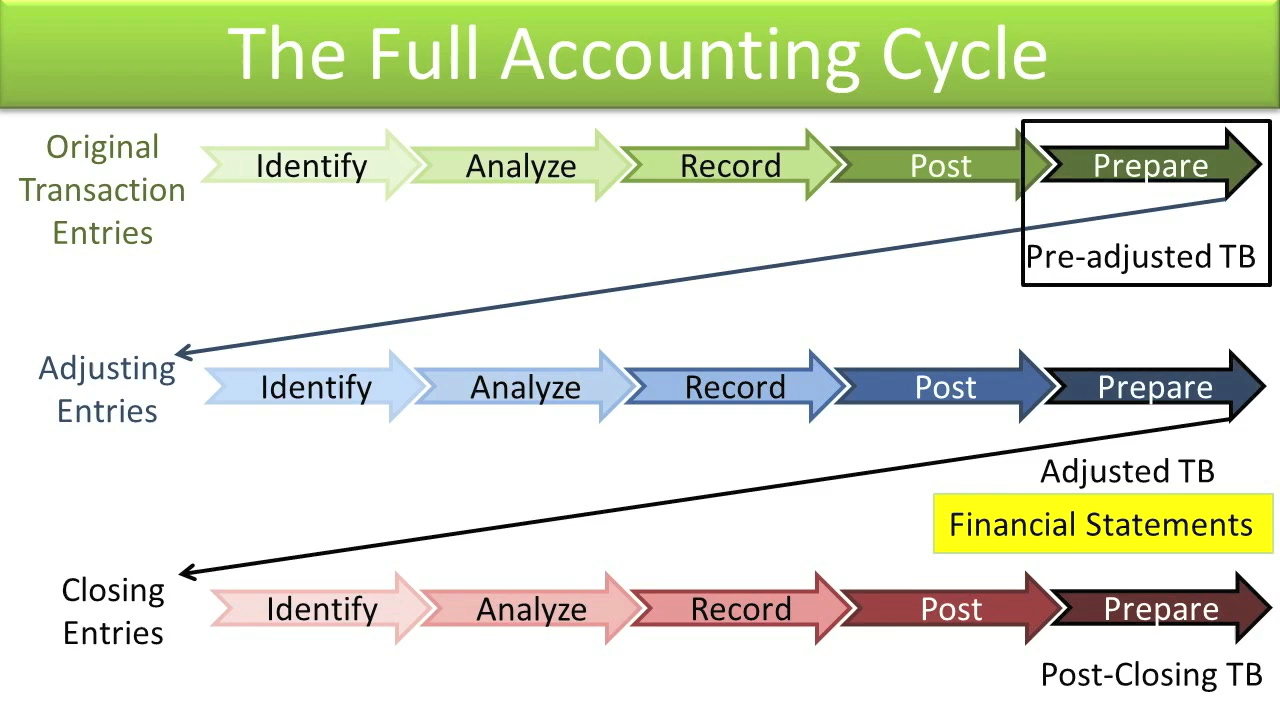 The Full Accounting Cycle
Original
Transaction
Entries
Identify
Analyze
Record
Post
Prepare
Pre-adjusted TB
Adjusting
Entries
Identify
Analyze
Record
Post
Prepare
Adjusted TB
Financial Statements
Closing
Entries
Identify
Analyze
Record
Post
Prepare
Post-Closing TB